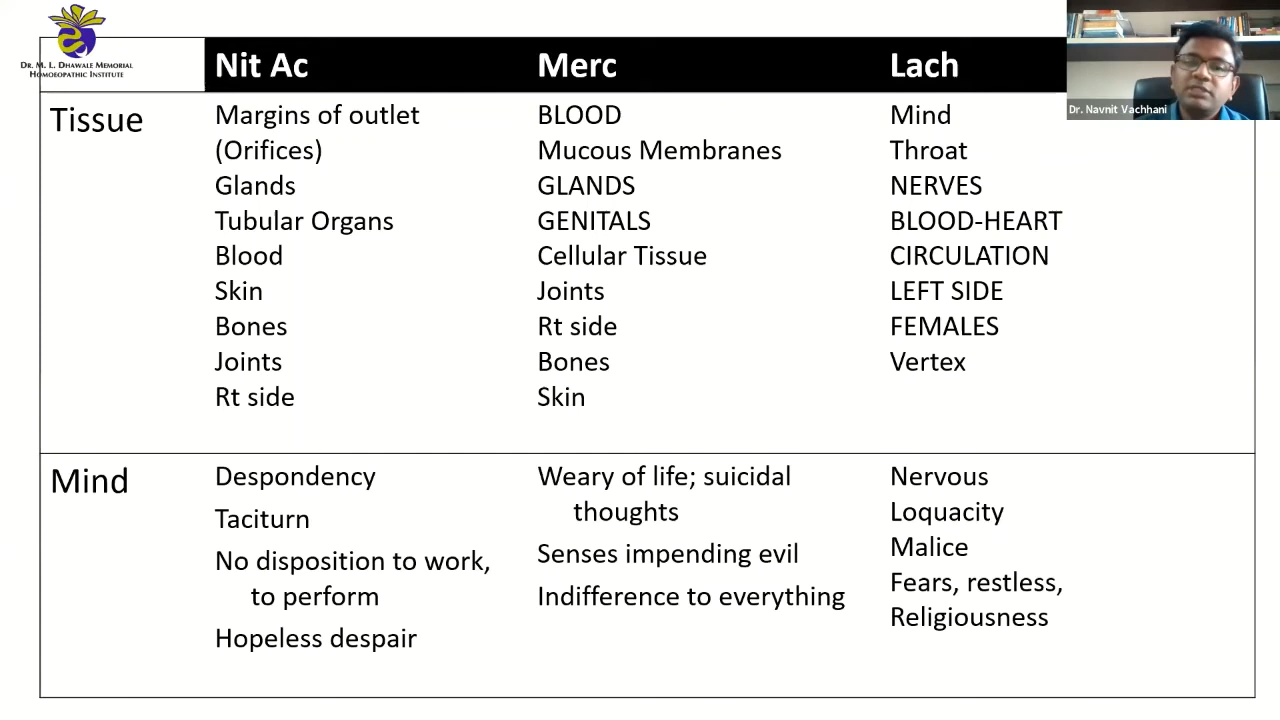 Dr. M. L. Dhawale Memorial
Homoeopathic Institute
Dr. Navnit Vachhani
Nit Ac Merc Lach
Tissue
Margins of outlet
(Orifices)
Glands
Tubular Organs
Blood
Skin
Bones
Joints
Rt side
BLOOD
Mucous Membranes
GLANDS
GENITALS
Cellular Tissue
Joints
Rt side
Bones
Skin
Mind
Throat
NERVES
BLOOD-HEART
CIRCULATION
LEFT SIDE
FEMALES
Vertex
Mind
Despondency
Taciturn
No disposition to work,
to perform
Hopeless despair
Weary of life; suicidal
thoughts
Senses impending evil
Indifference to everything
Nervous
Loquacity
Malice
Fears, restless,
Religiousness